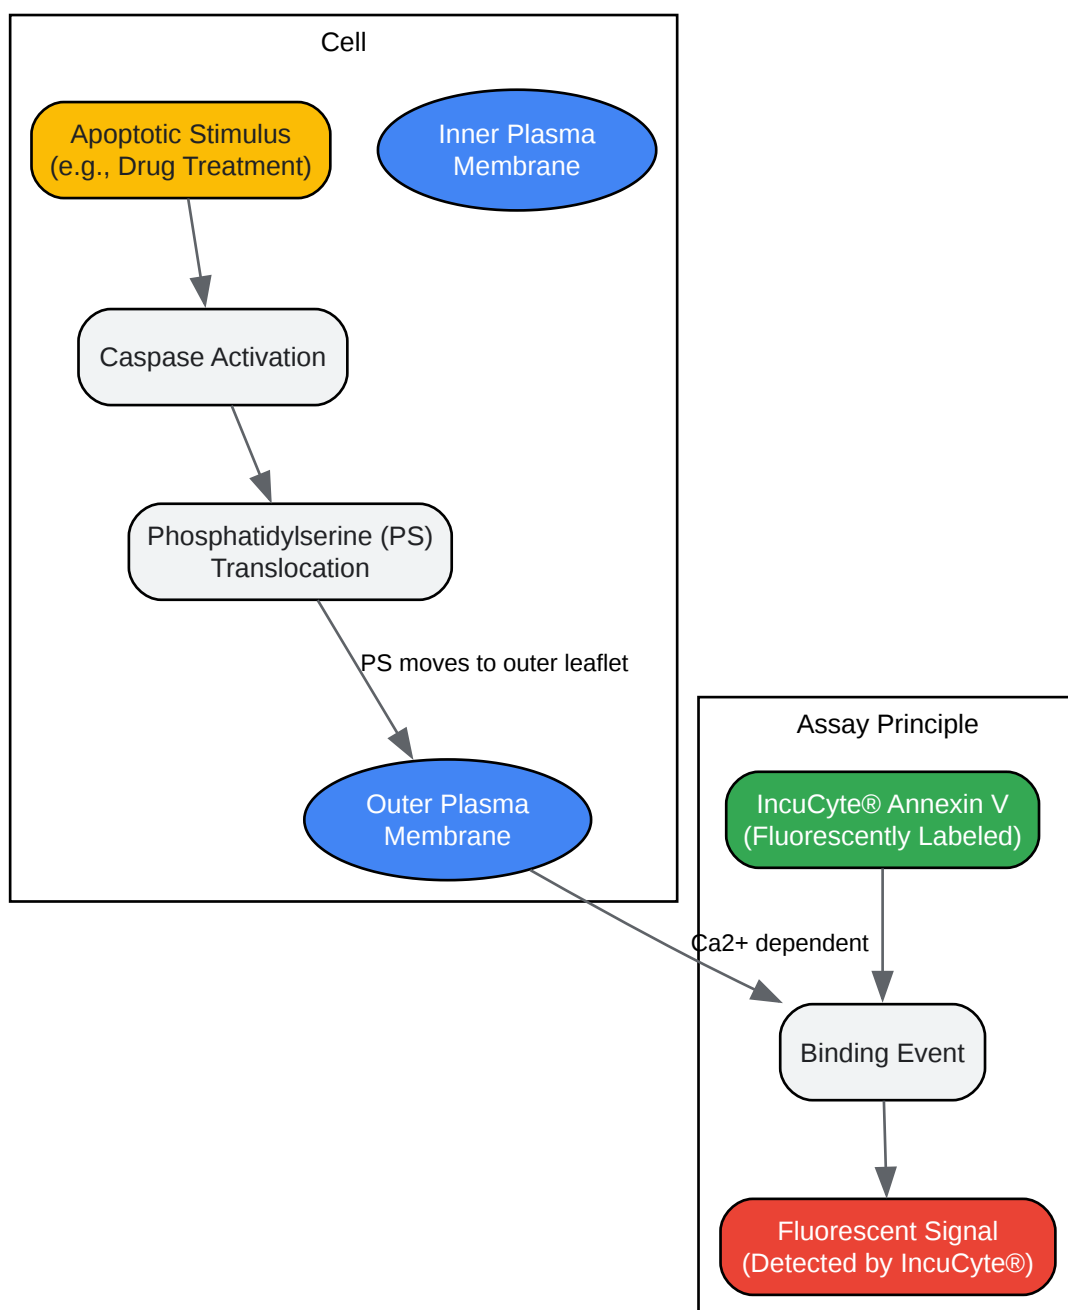 Cell
Apoptotic Stimulus
(e.g., Drug Treatment)
Inner Plasma
Membrane
Caspase Activation
Phosphatidylserine (PS)
Translocation
PS moves to outer leaflet
Outer Plasma
Membrane
Assay Principle
IncuCyte® Annexin V
(Fluorescently Labeled)
Ca2+ dependent
Binding Event
Fluorescent Signal
(Detected by IncuCyte®)